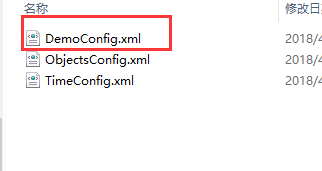 名称 修改日
DemoConfig.xml 2018/4
ObjectsConfig.xml 2018/4
TimeConfig.xml 2018/4